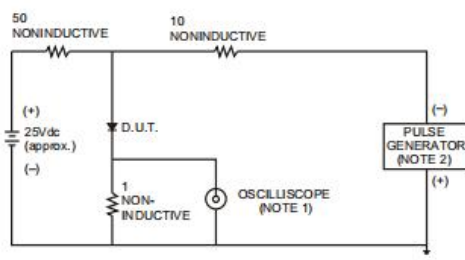 50
NONINDUCTIVE
10
NONINDUCTIVE
(+)
25Vdc
(approx.)
(–)
D.U.T.
1
NON-
INDUCTIVE
OSCILLISCOPE
(NOTE 1)
(–)
PULSE
GENERATOR
(NOTE 2)
(+)